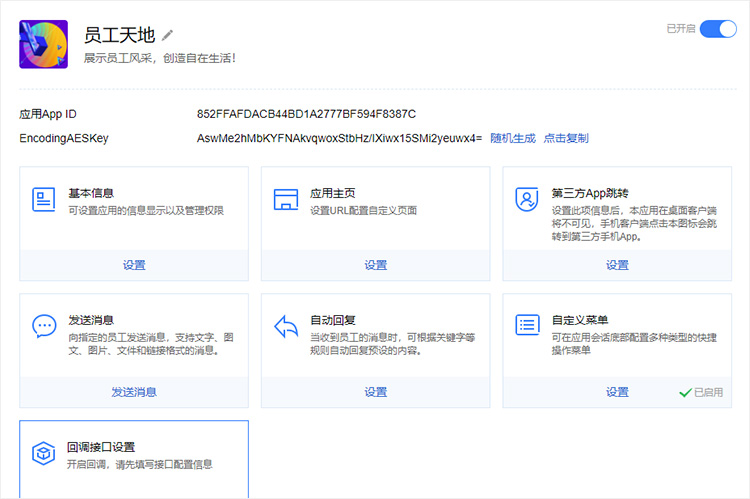 员工天地
已开启
展示员工风采，创造自在生活！
应用App ID 852FFAFDACB44BD1A2777BF594F8387C
EncodingAESKey AswMe2hMbKYFNAkvqwoxStbHz/IXiwx15SMi2yeuwx4= 随机生成 点击复制
基本信息
可设置应用的信息显示以及管理权限
设置
应用主页
设置URL配置自定义页面
设置
第三方App跳转
设置此项信息后，本应用在桌面客户端
将不可见，手机客户端点击本图标会跳
转到第三方手机App。
设置
发送消息
向指定的员工发送消息，支持文字、图
文、图片、文件和链接格式的消息。
发送消息
自动回复
当收到员工的消息时，可根据关键字等
规则自动回复预设的内容。
设置
自定义菜单
可在应用会话底部配置多种类型的快捷
操作菜单
设置
已启用
回调接口设置
开启回调，请先填写接口配置信息